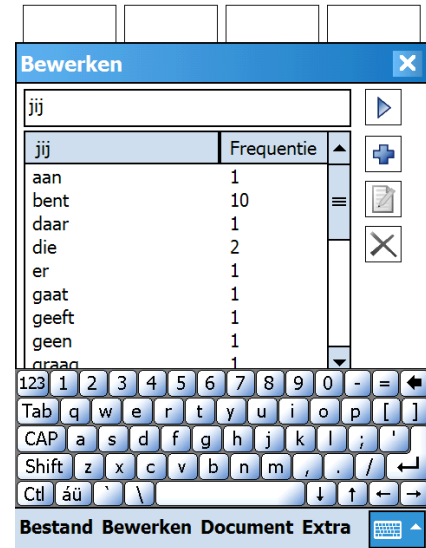 Bewerken
jij
jij Frequentie
aan 1
bent 10
daar 1
die 2
er 1
gaat 1
geeft 1
geen 1
graag 1
123 1 2 3 4 5 6 7 8 9 0 - =
Tab q w e r t y u i o p [ ]
CAP a s d f g h j k l ; '
Shift z x c v b n m , . /
Ctl áü ` \
Bestand Bewerken Document Extra